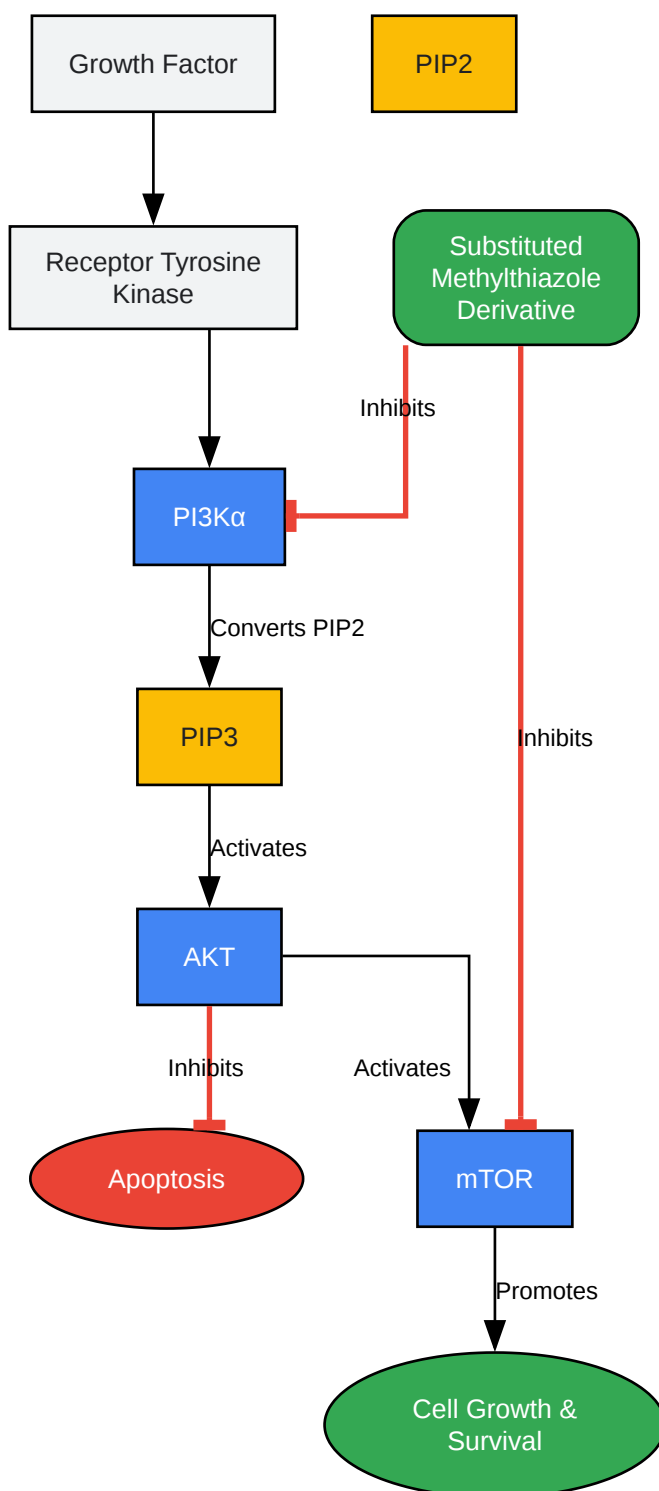 Growth Factor
PIP2
Receptor Tyrosine
Kinase
Substituted
Methylthiazole
Derivative
Inhibits
PI3Kα
Converts PIP2
PIP3
Inhibits
Activates
AKT
Inhibits
Activates
Apoptosis
mTOR
Promotes
Cell Growth &
Survival